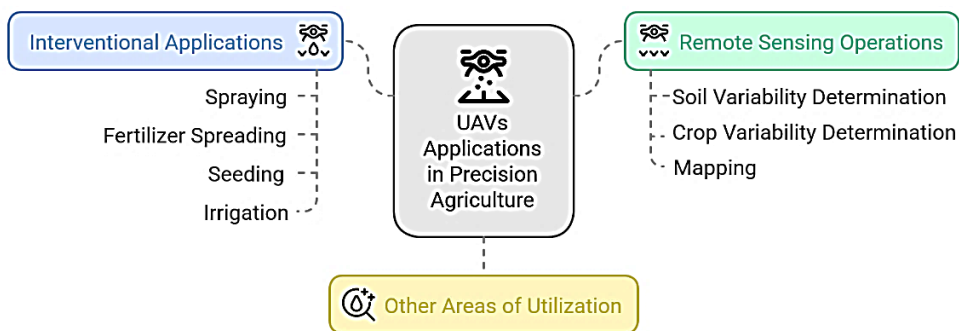 Interventional Applications
Spraying
Fertilizer Spreading
Seeding
Irrigation
UAVs
Applications
in Precision
Agriculture
Remote Sensing Operations
Soil Variability Determination
Crop Variability Determination
Mapping
Other Areas of Utilization